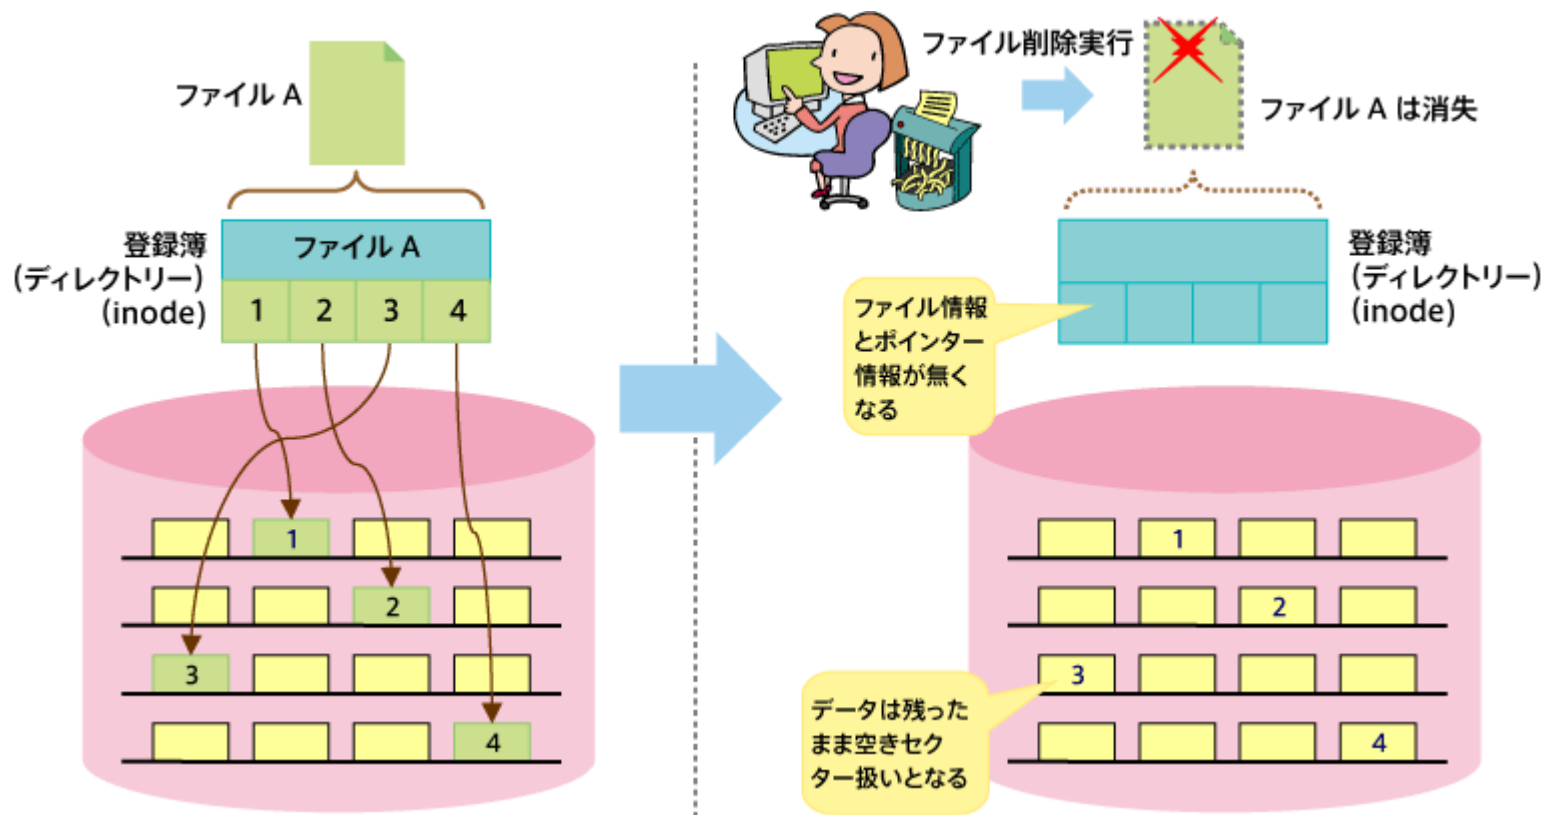 ファイル A
登録簿
(ディレクトリー)
(inode)
ファイル A
1 2 3 4
1
2
3
4
ファイル削除実行
ファイル A は消失
登録簿
(ディレクトリー)
(inode)
ファイル情報
とポインター
情報が無く
なる
1
2
3
4
データは残った
まま空きセク
ター扱いとなる